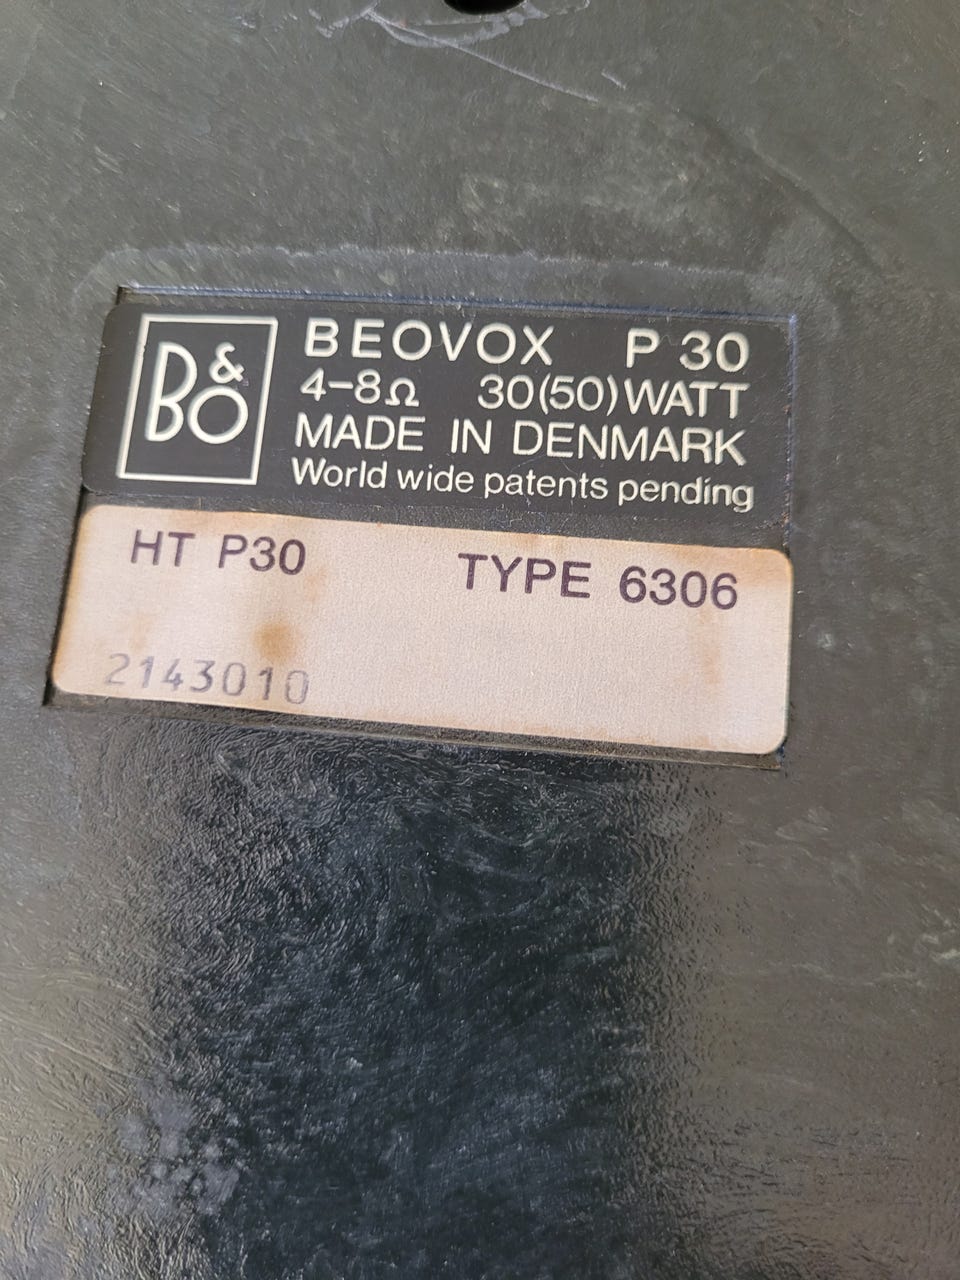 B&O
BEOVOX P 30
4-8Ω 30(50)WATT
MADE IN DENMARK
World wide patents pending
HT P30 TYPE 6306
2143010